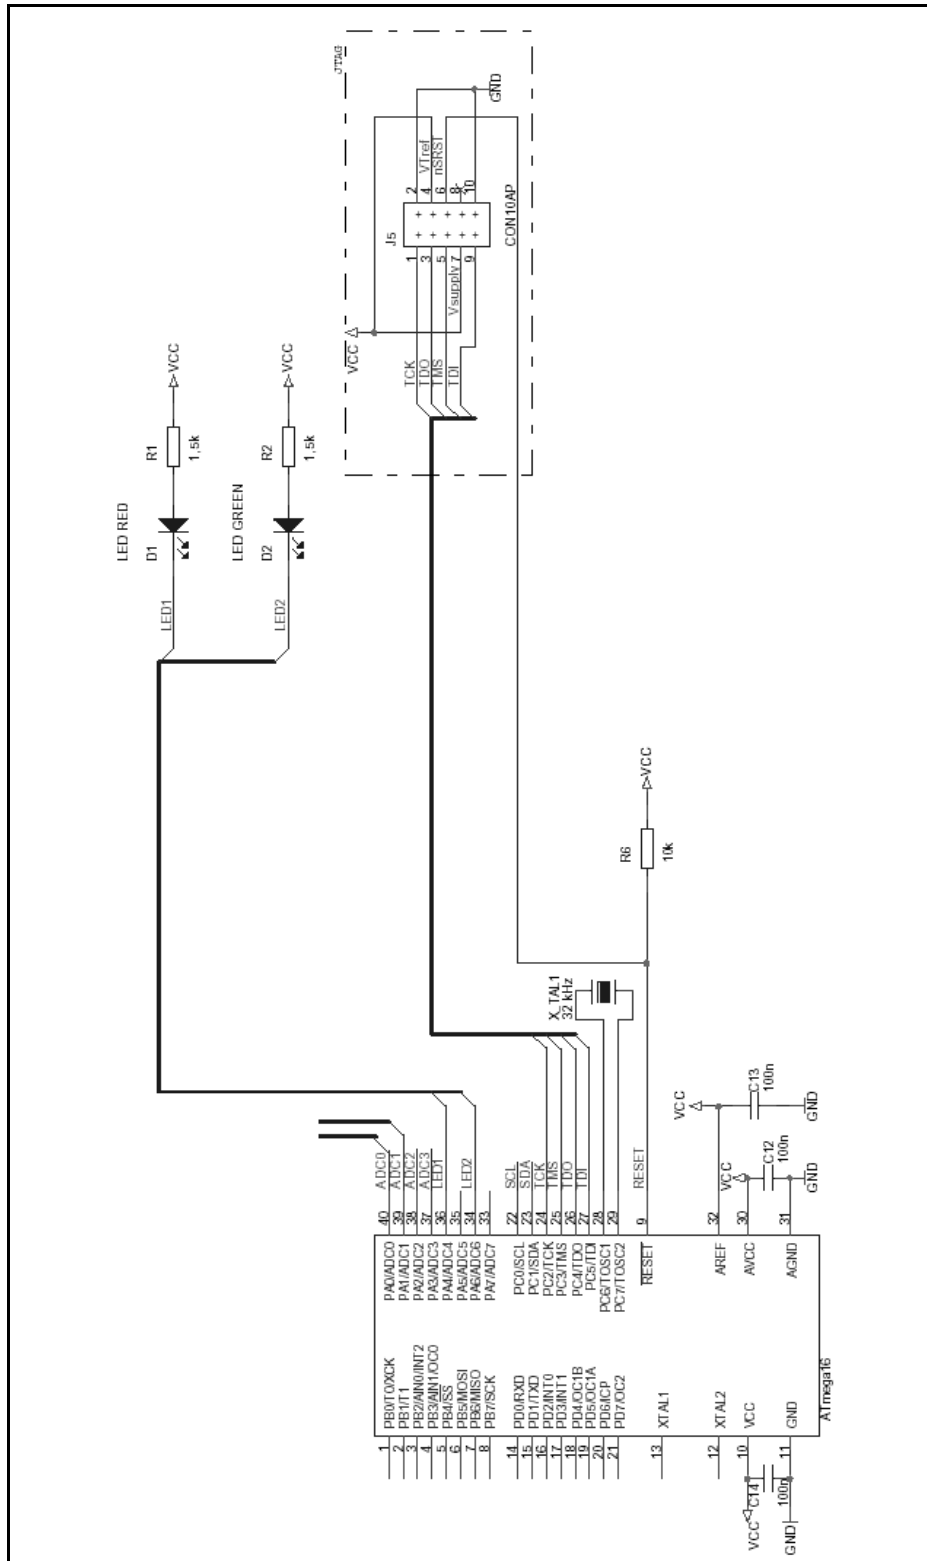 JTAG
GND
VTref
nSRST
2
4
6
8
10
J5
CON10AP
1
3
5
7
9
Vsupply
VCC
TCK
TDO
TMS
TDI
VCC
VCC
R1
1,5k
R2
1,5k
LED RED
D1
LED GREEN
D2
LED1
LED2
VCC
R6
10k
X_TAL1
32 kHz
VCC
C13
100n
GND
VCC
C12
100n
GND
ADC0
ADC1
ADC2
ADC3
LED1
LED2
SCL
SDA
TCK
TMS
TDO
TDI
RESET
40
39
38
37
36
35
34
33
22
23
24
25
26
27
28
29
9
32
30
31
PA0/ADC0
PA1/ADC1
PA2/ADC2
PA3/ADC3
PA4/ADC4
PA5/ADC5
PA6/ADC6
PA7/ADC7
PC0/SCL
PC1/SDA
PC2/TCK
PC3/TMS
PC4/TDO
PC5/TDI
PC6/TOSC1
PC7/TOSC2
RESET
AREF
AVCC
AGND
PB0/T0/XCK
PB1/T1
PB2/AIN0/INT2
PB3/AIN1/OC0
PB4/SS
PB5/MOSI
PB6/MISO
PB7/SCK
PD0/RXD
PD1/TXD
PD2/INT0
PD3/INT1
PD4/OC1B
PD5/OC1A
PD6/ICP
PD7/OC2
XTAL1
XTAL2
VCC
GND
ATmega16
1
2
3
4
5
6
7
8
14
15
16
17
18
19
20
21
13
12
10
11
VCC
C14
100n
GND